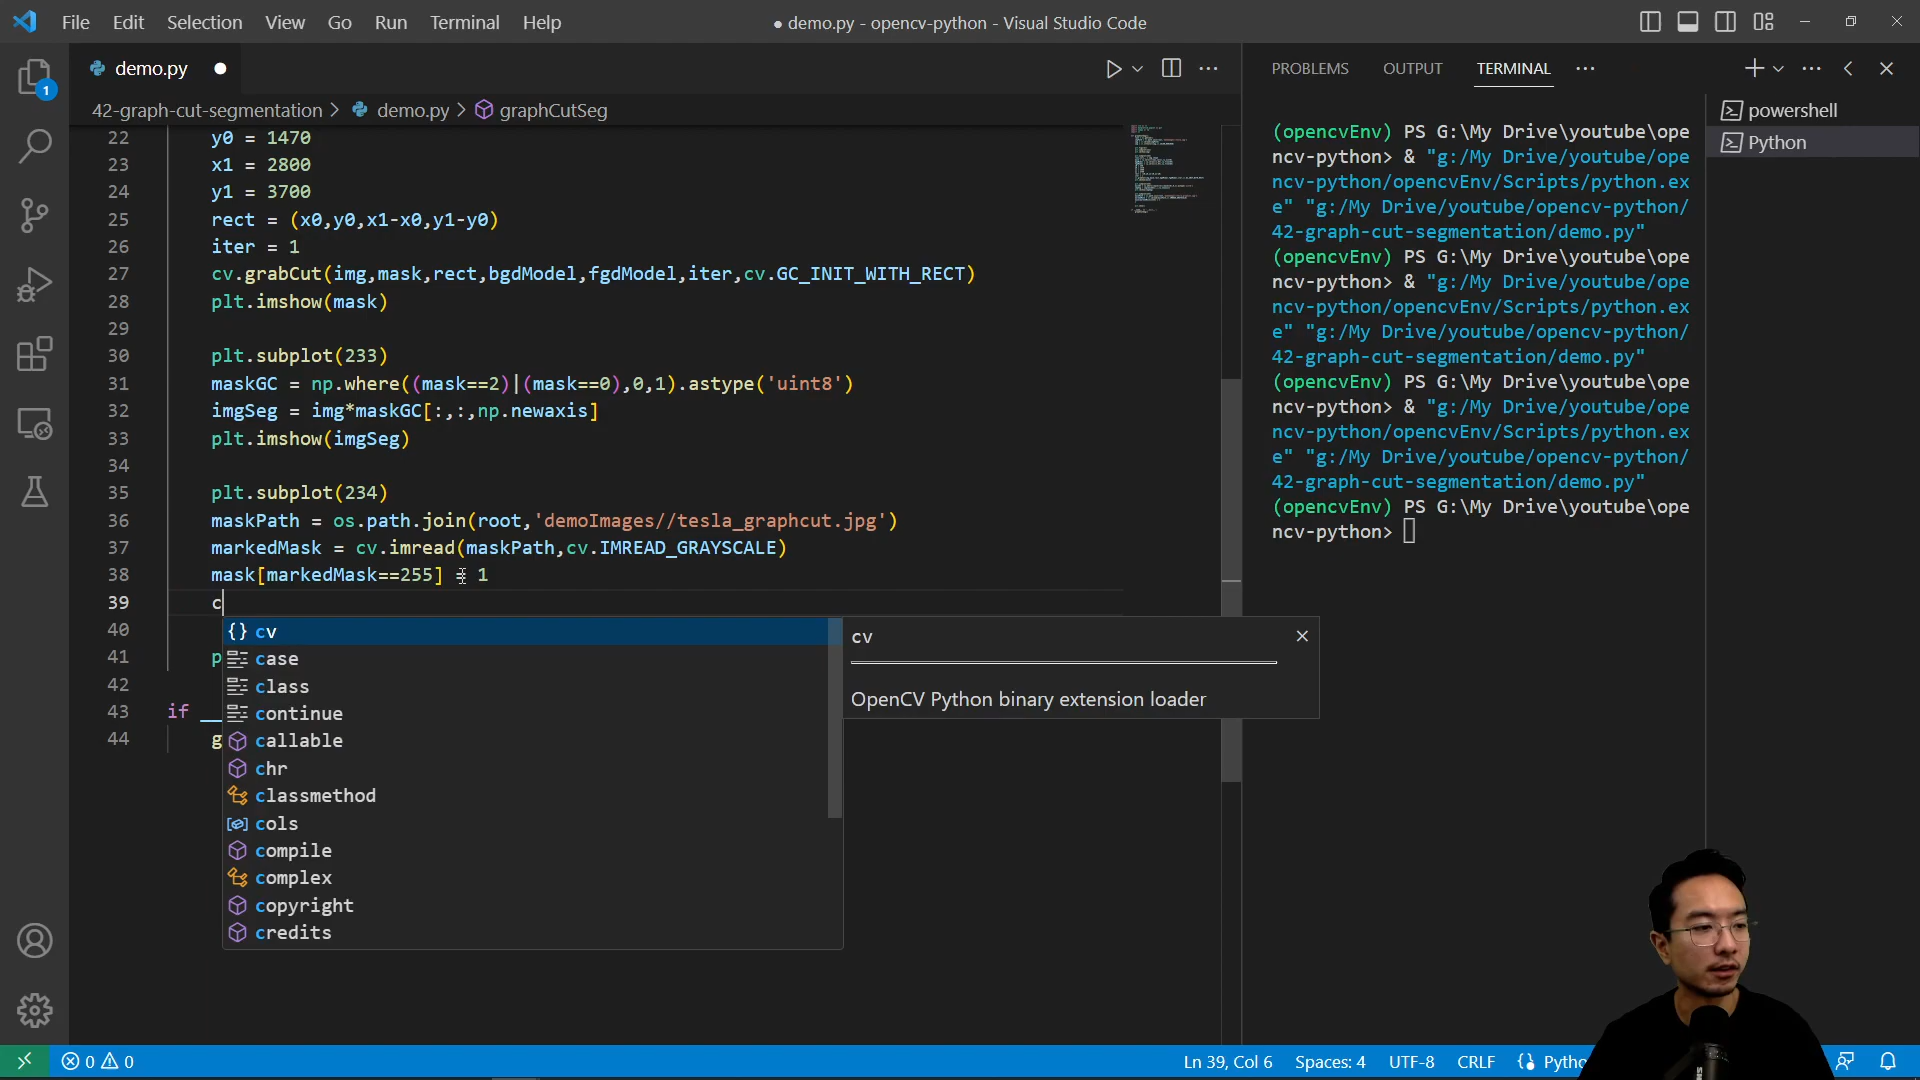 File Edit Selection View Go Run Terminal Help
● demo.py - opencv-python - Visual Studio Code
demo.py
PROBLEMS OUTPUT TERMINAL
42-graph-cut-segmentation > demo.py > graphCutSeg
1
22 y0 = 1470
23 x1 = 2800
24 y1 = 3700
25 rect = (x0,y0,x1-x0,y1-y0)
26 iter = 1
27 cv.grabCut(img,mask,rect,bgdModel,fgdModel,iter,cv.GC_INIT_WITH_RECT)
28 plt.imshow(mask)
29
30 plt.subplot(233)
31 maskGC = np.where((mask==2)|(mask==0),0,1).astype('uint8')
32 imgSeg = img*maskGC[:,:,np.newaxis]
33 plt.imshow(imgSeg)
34
35 plt.subplot(234)
36 maskPath = os.path.join(root,'demoImages//tesla_graphcut.jpg')
37 markedMask = cv.imread(maskPath,cv.IMREAD_GRAYSCALE)
38 mask[markedMask==255] = 1
39 c
40
41 p
42
43 if __
44 g
cv
case
class
continue
callable
chr
classmethod
cols
compile
complex
copyright
credits
cv
OpenCV Python binary extension loader
(opencvEnv) PS G:\My Drive\youtube\ope
ncv-python> & "g:/My Drive/youtube/ope
ncv-python/opencvEnv/Scripts/python.ex
e" "g:/My Drive/youtube/opencv-python/
42-graph-cut-segmentation/demo.py"
(opencvEnv) PS G:\My Drive\youtube\ope
ncv-python> & "g:/My Drive/youtube/ope
ncv-python/opencvEnv/Scripts/python.ex
e" "g:/My Drive/youtube/opencv-python/
42-graph-cut-segmentation/demo.py"
(opencvEnv) PS G:\My Drive\youtube\ope
ncv-python> & "g:/My Drive/youtube/ope
ncv-python/opencvEnv/Scripts/python.ex
e" "g:/My Drive/youtube/opencv-python/
42-graph-cut-segmentation/demo.py"
(opencvEnv) PS G:\My Drive\youtube\ope
ncv-python>
powershell
Python
0 0
Ln 39, Col 6 Spaces: 4 UTF-8 CRLF Pytho